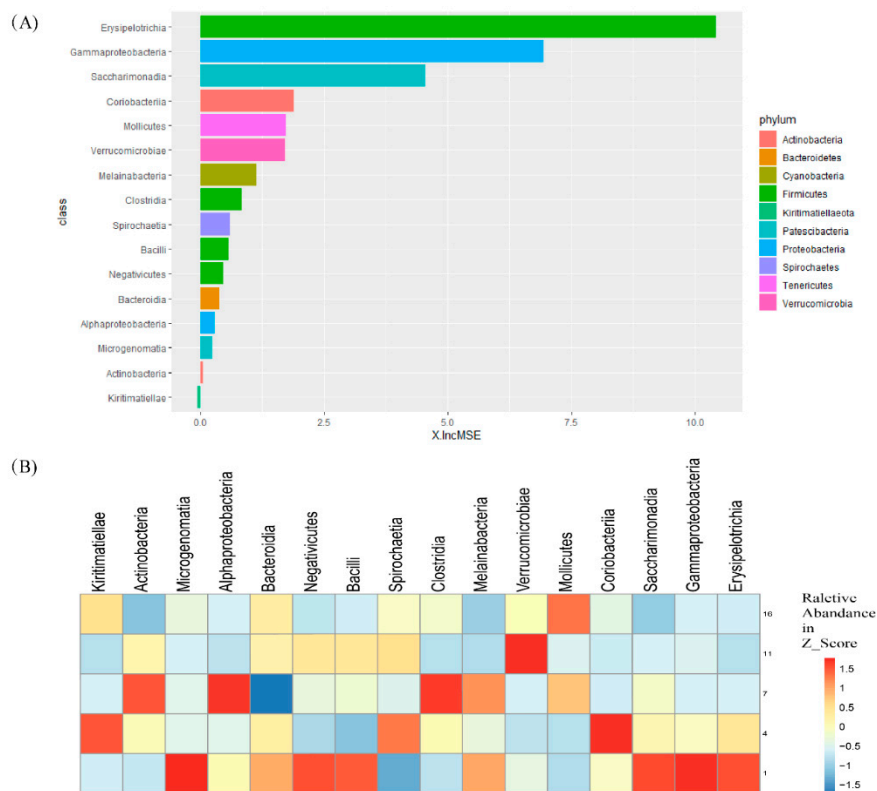 (A)
Erysipelotrichia
Gammaproteobacteria
Saccharimonadia
Coriobacteriia
Mollicutes
Verrucomicrobiae
Melainabacteria
Clostridia
Spirochaetia
Bacilli
Negativicutes
Bacteroidia
Alphaproteobacteria
Microgenomatia
Actinobacteria
Kiritimatiellae
class
0.0 2.5 5.0 7.5 10.0
X.IncMSE
phylum
Actinobacteria
Bacteroidetes
Cyanobacteria
Firmicutes
Kiritimatiellaeota
Patescibacteria
Proteobacteria
Spirochaetes
Tenericutes
Verrucomicrobia
(B)
Kiritimatiellae
Actinobacteria
Microgenomatia
Alphaproteobacteria
Bacteroidia
Negativicutes
Bacilli
Spirochaetia
Clostridia
Melainabacteria
Verrucomicrobiae
Mollicutes
Coriobacteriia
Saccharimonadia
Gammaproteobacteria
Erysipelotrichia
16
11
7
4
1
Raletive
Abandance
in
Z_Score
1.5
1
0.5
0
−0.5
−1
−1.5